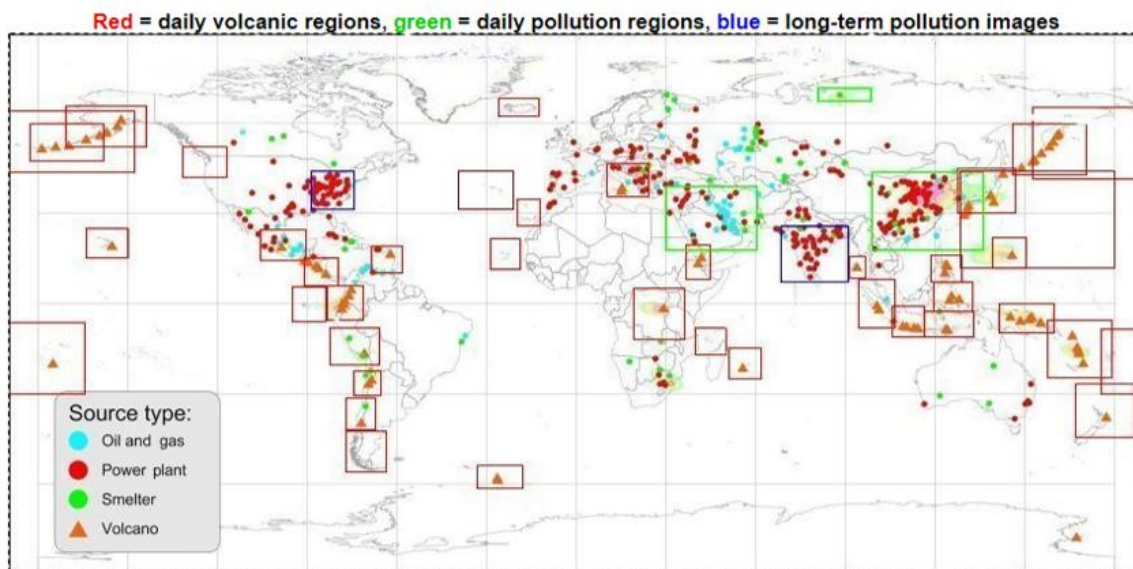 Red = daily volcanic regions, green = daily pollution regions, blue = long-term pollution images
Source type:
Oil and gas
Power plant
Smelter
Volcano